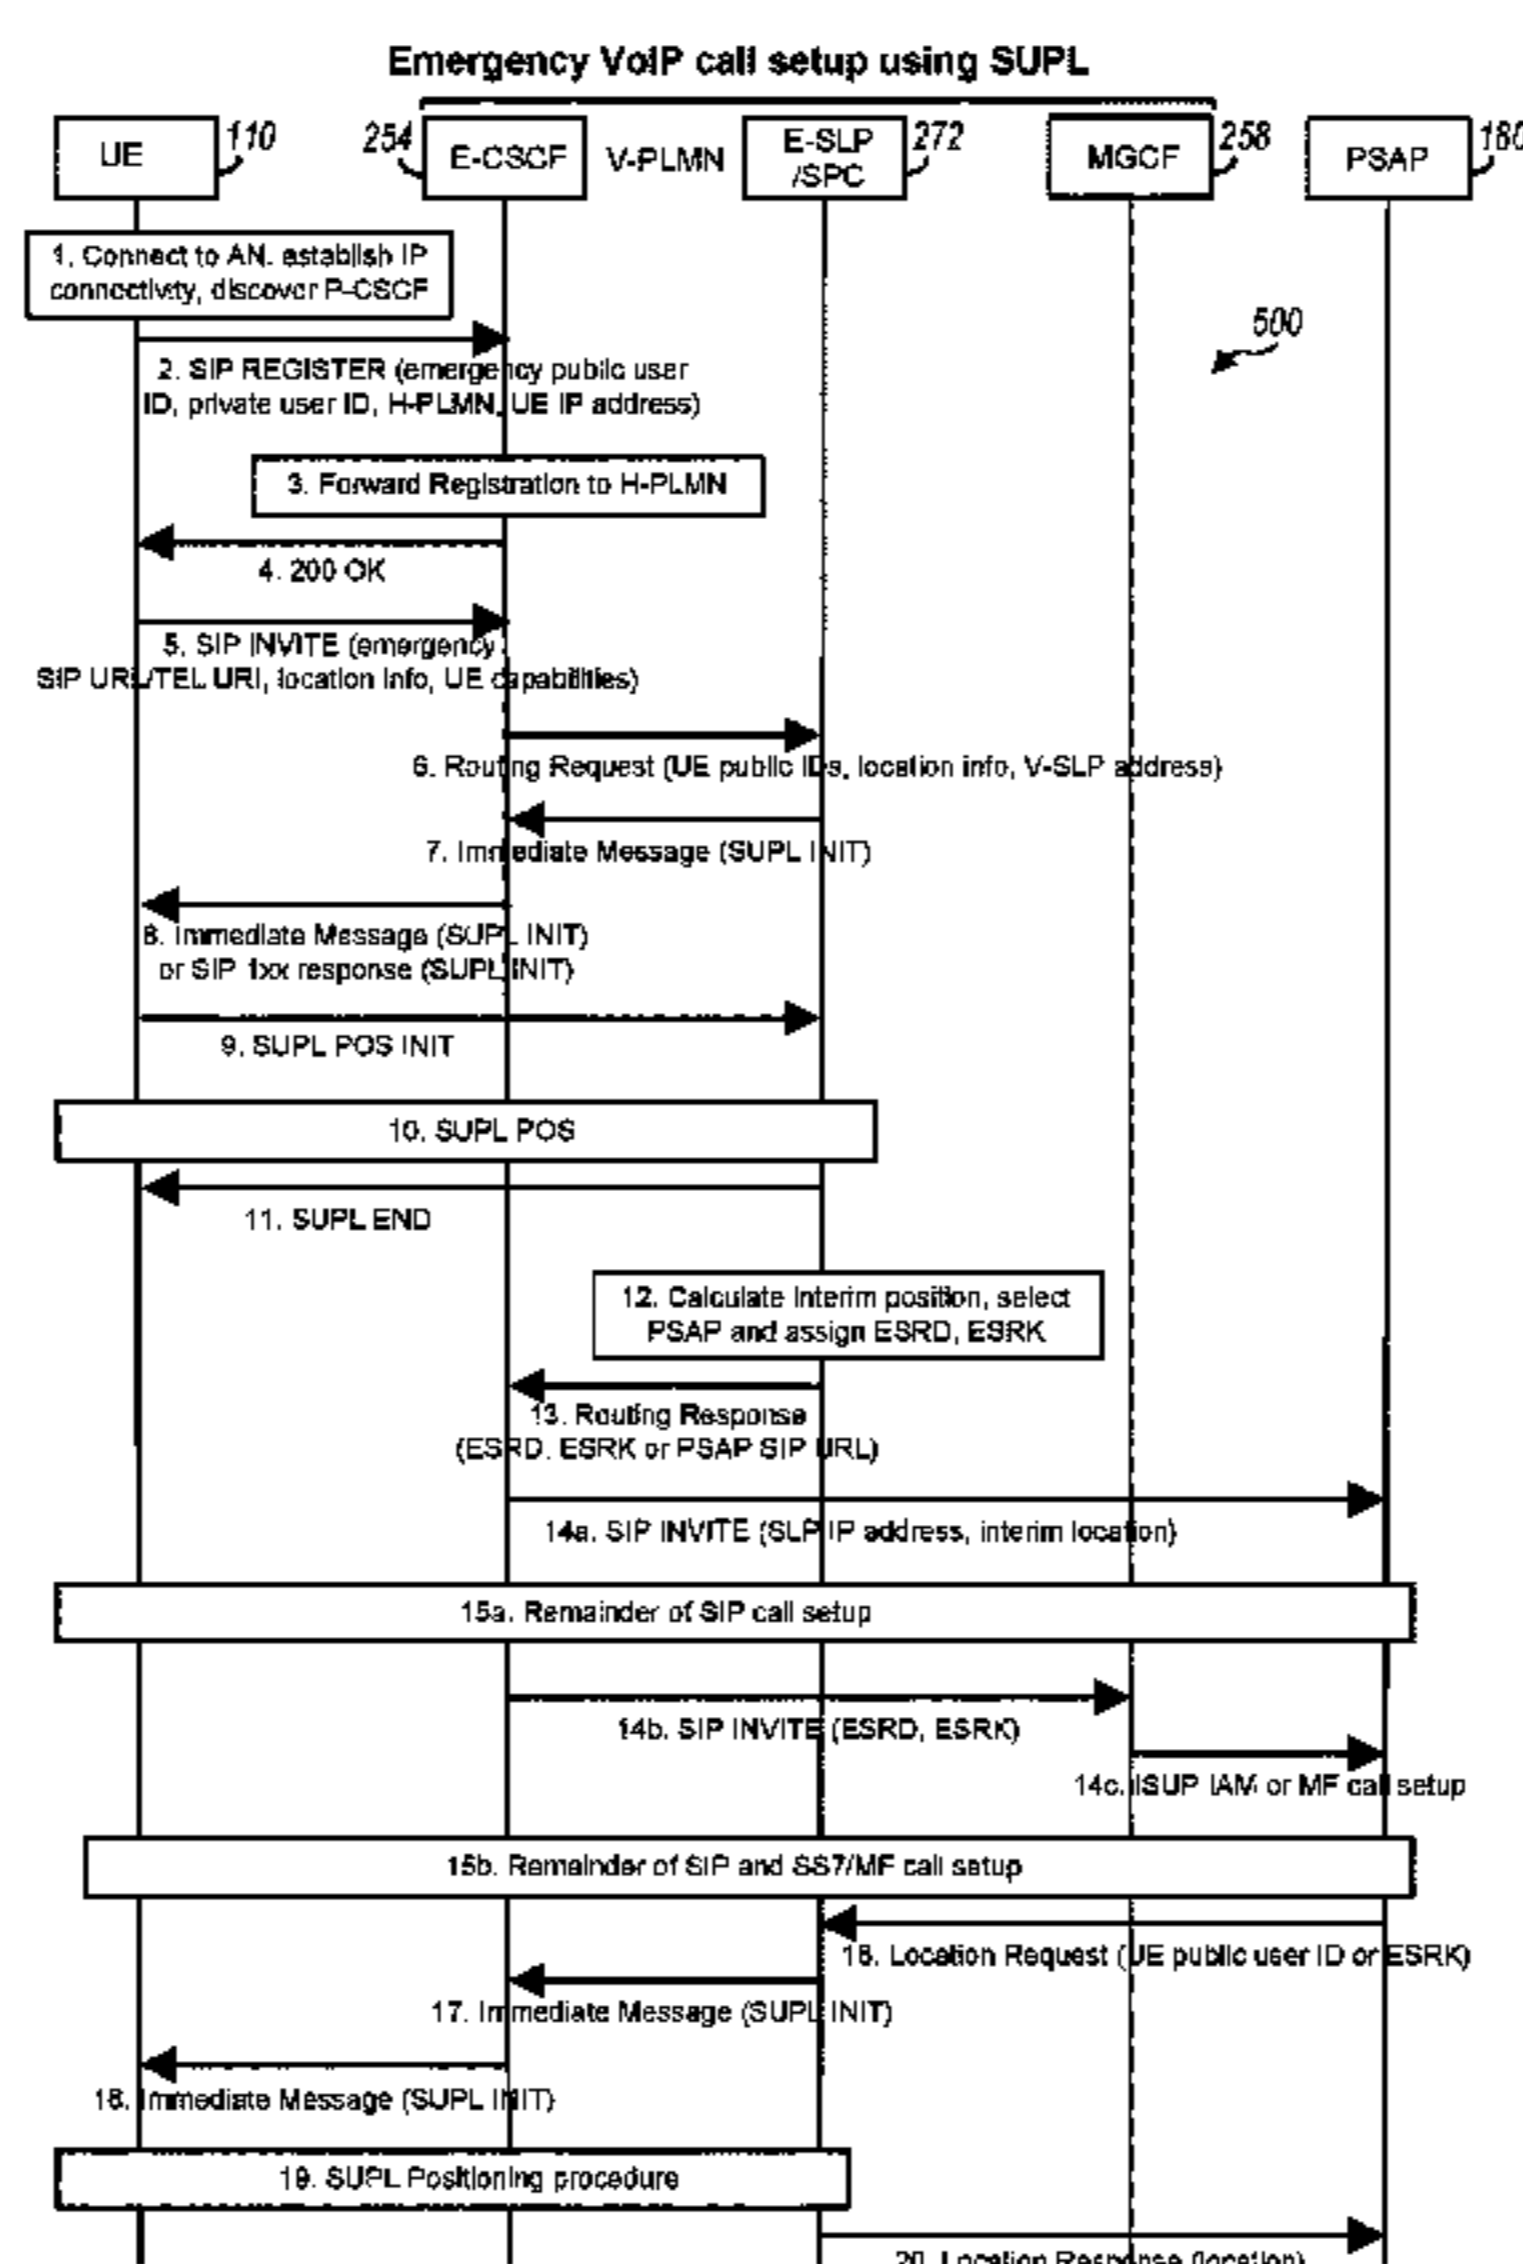 Emergency VoIP call setup using SUPL
UE
110
254
E-CSCF
V-PLMN
E-SLP
/SPC
272
MGCF
258
PSAP
180
1. Connect to AN. establish IP
connectivity, discover P-CSCF
500
2. SIP REGISTER (emergency public user
ID, private user ID, H-PLMN, UE IP address)
3. Forward Registration to H-PLMN
4. 200 OK
5. SIP INVITE (emergency
SIP URL/TEL URI, location info, UE capabilities)
6. Routing Request (UE public IDs, location info, V-SLP address)
7. Immediate Message (SUPL INIT)
8. Immediate Message (SUPL INIT)
or SIP 1xx response (SUPL INIT)
9. SUPL POS INIT
10. SUPL POS
11. SUPL END
12. Calculate Interim position, select
PSAP and assign ESRD, ESRK
13. Routing Response
(ESRD. ESRK or PSAP SIP URL)
14a. SIP INVITE (SLP IP address, interim location)
15a. Remainder of SIP call setup
14b. SIP INVITE (ESRD, ESRK)
14c. ISUP IAM or MF call setup
15b. Remainder of SIP and SS7/MF call setup
16. Location Request (UE public user ID or ESRK)
17. Immediate Message (SUPL INIT)
18. Immediate Message (SUPL INIT)
19. SUPL Positioning procedure
20. Location Response (location)